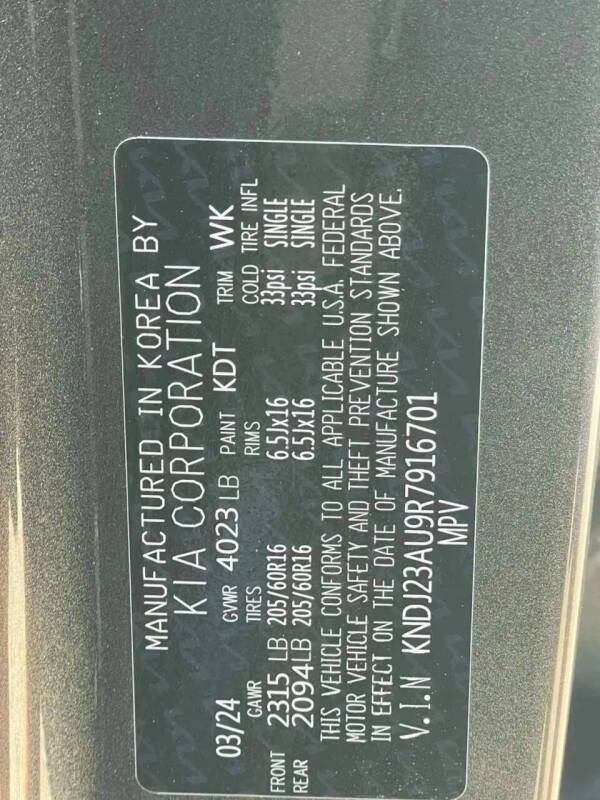 MANUFACTURED IN KOREA BY
KIA CORPORATION
03/24 GVWR 4023 LB PAINT KDT TRIM WK
GAWR TIRES RIMS COLD TIRE INFL
FRONT 2315 LB 205/60R16 6.5Jx16 33psi SINGLE
REAR 2094LB 205/60R16 6.5Jx16 33psi SINGLE
THIS VEHICLE CONFORMS TO ALL APPLICABLE U.S.A. FEDERAL
MOTOR VEHICLE SAFETY AND THEFT PREVENTION STANDARDS
IN EFFECT ON THE DATE OF MANUFACTURE SHOWN ABOVE.
V.I.N KNDJ23AU9R7916701
MPV